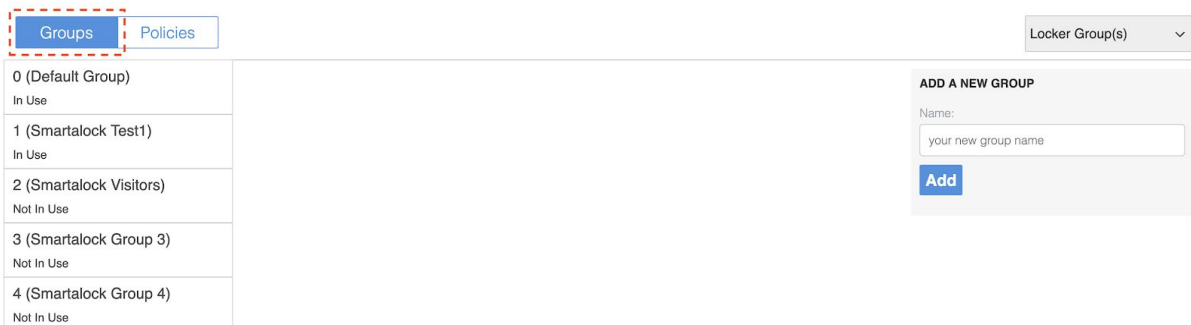 Groups
Policies
Locker Group(s)
0 (Default Group)
In Use
1 (Smartalock Test1)
In Use
2 (Smartalock Visitors)
Not In Use
3 (Smartalock Group 3)
Not In Use
4 (Smartalock Group 4)
Not In Use
ADD A NEW GROUP
Name:
your new group name
Add